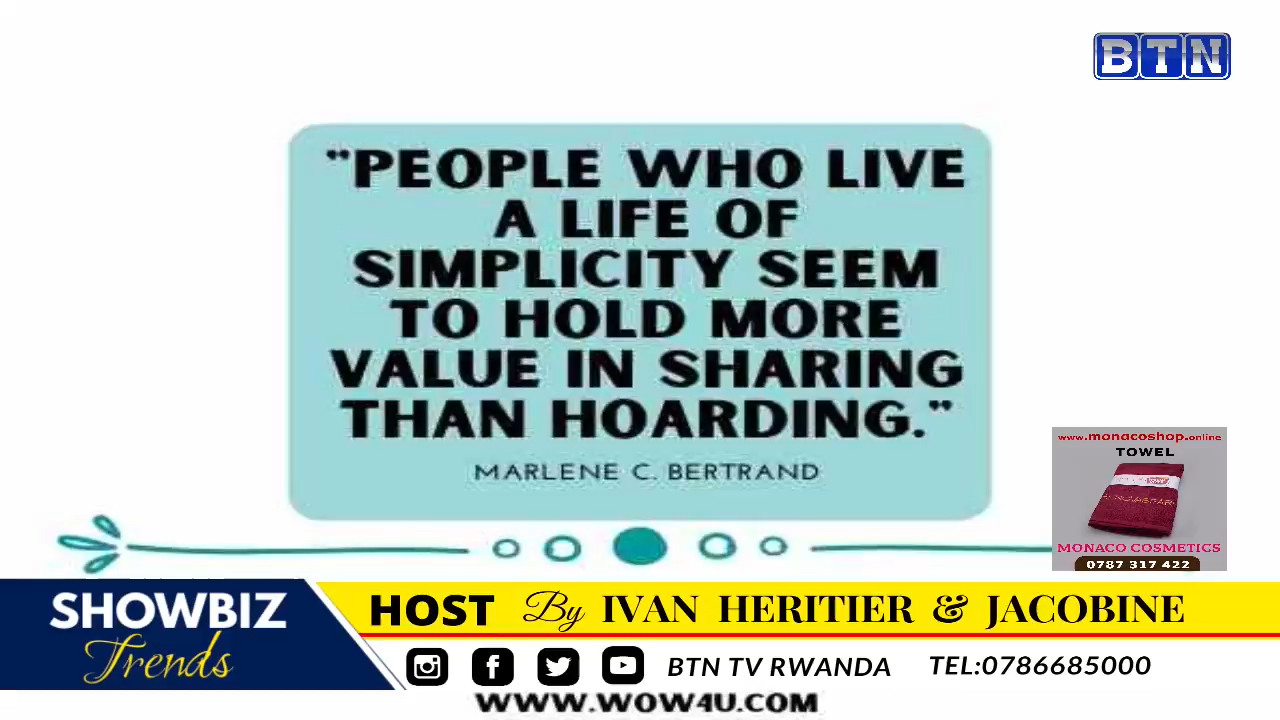 BTN
"PEOPLE WHO LIVE
A LIFE OF
SIMPLICITY SEEM
TO HOLD MORE
VALUE IN SHARING
THAN HOARDING."
MARLENE C. BERTRAND
www.monacoshop.online
TOWEL
MONACO COSMETICS
0787 317 422
SHOWBIZ
Trends
HOST By IVAN HERITIER & JACOBINE
BTN TV RWANDA TEL:0786685000
WWW.WOW4U.COM